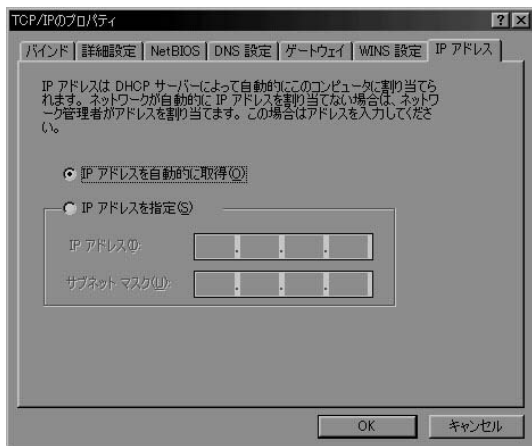 TCP/IPのプロパティ
バインド 詳細設定 NetBIOS DNS 設定 ゲートウェイ WINS 設定 IP アドレス
IP アドレスは DHCP サーバーによって自動的にこのコンピュータに割り当てら
れます。ネットワークが自動的に IP アドレスを割り当てない場合は、ネットワ
ーク管理者がアドレスを割り当てます。この場合はアドレスを入力してくださ
い。
IP アドレスを自動的に取得(O)
IP アドレスを指定(S)
IP アドレス(I):
サブネット マスク(U):
OK キャンセル